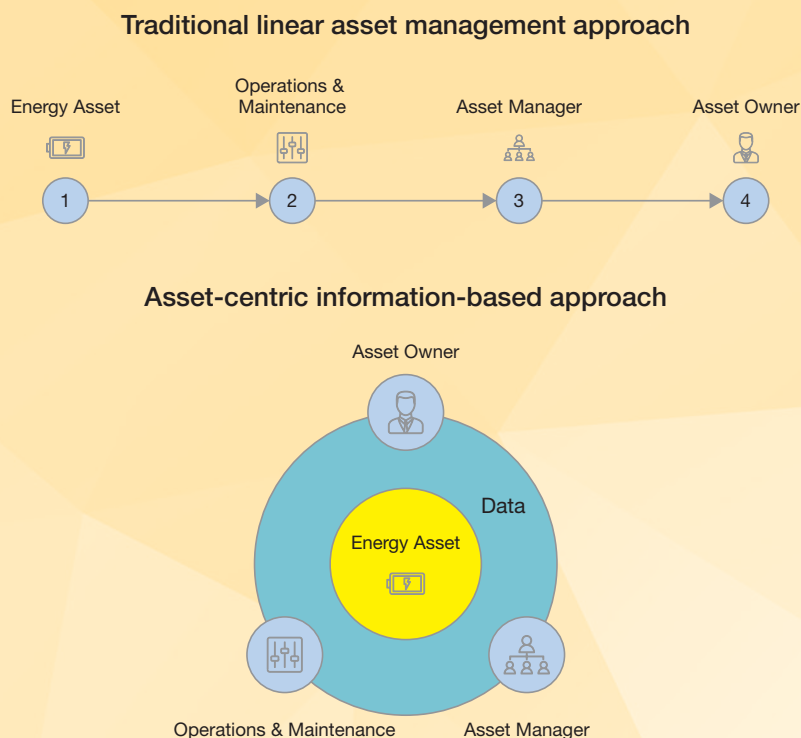 Traditional linear asset management approach
Energy Asset
Operations &
Maintenance
Asset Manager
Asset Owner
1
2
3
4
Asset-centric information-based approach
Asset Owner
Data
Energy Asset
Operations & Maintenance
Asset Manager